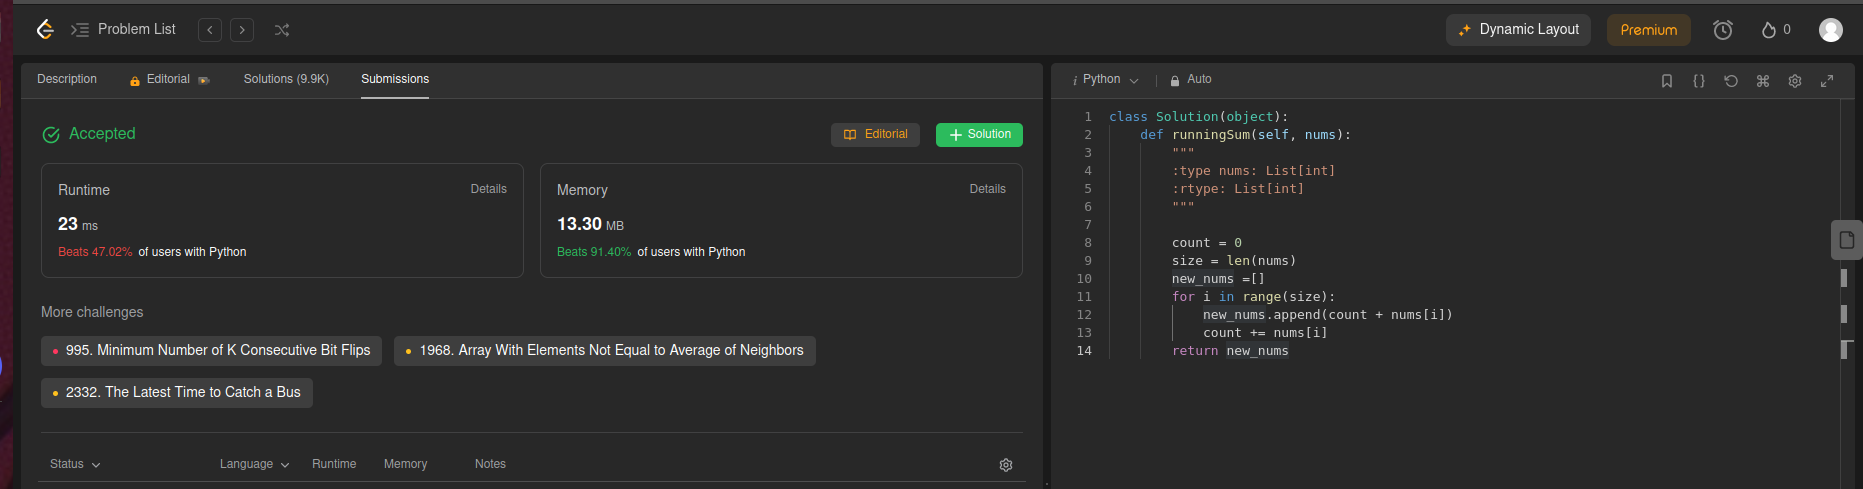 Problem List
Dynamic Layout
Premium
0
Description
Editorial
Solutions (9.9K)
Submissions
Accepted
Editorial
Solution
Runtime
Details
23 ms
Beats 47.02% of users with Python
Memory
Details
13.30 MB
Beats 91.40% of users with Python
More challenges
995. Minimum Number of K Consecutive Bit Flips
1968. Array With Elements Not Equal to Average of Neighbors
2332. The Latest Time to Catch a Bus
Status
Language
Runtime
Memory
Notes
i Python
Auto
1 class Solution(object):
2 def runningSum(self, nums):
3 """
4 :type nums: List[int]
5 :rtype: List[int]
6 """
7
8 count = 0
9 size = len(nums)
10 new_nums =[]
11 for i in range(size):
12 new_nums.append(count + nums[i])
13 count += nums[i]
14 return new_nums